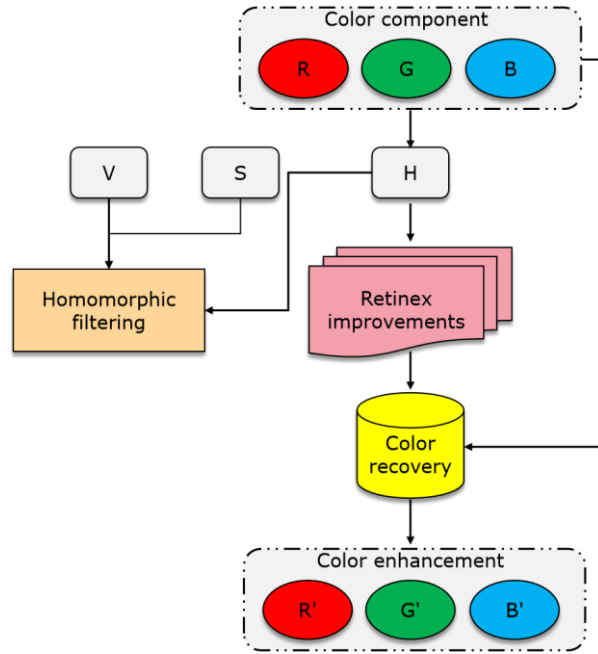 Color component
R G B
V S H
Homomorphic
filtering
Retinex
improvements
Color
recovery
Color enhancement
R' G' B'